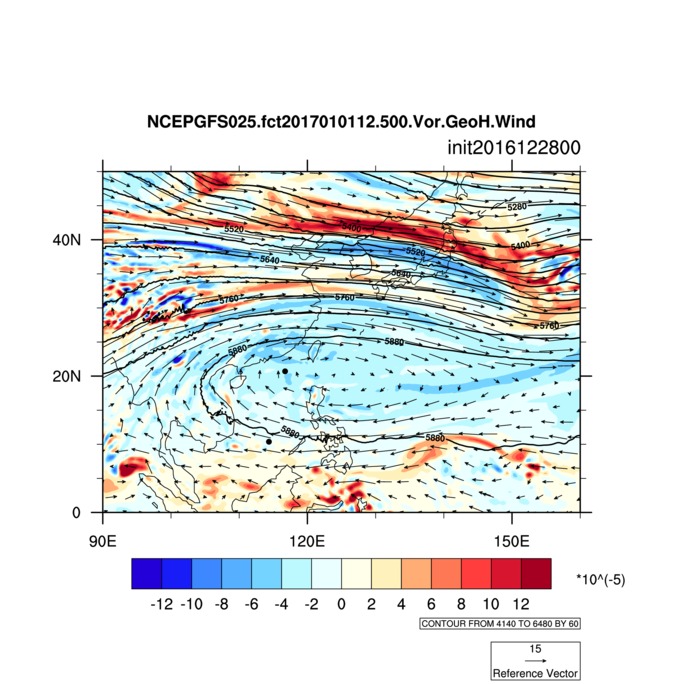 NCEPGFS025.fct2017010112.500.Vor.GeoH.Wind
init2016122800
5280
5520
5400
5400
40N
5520
5640
5640
5760
5760
5760
5880
5880
20N
5880
5880
0
90E 120E 150E
-12 -10 -8 -6 -4 -2 0 2 4 6 8 10 12
*10^(-5)
CONTOUR FROM 4140 TO 6480 BY 60
15
Reference Vector